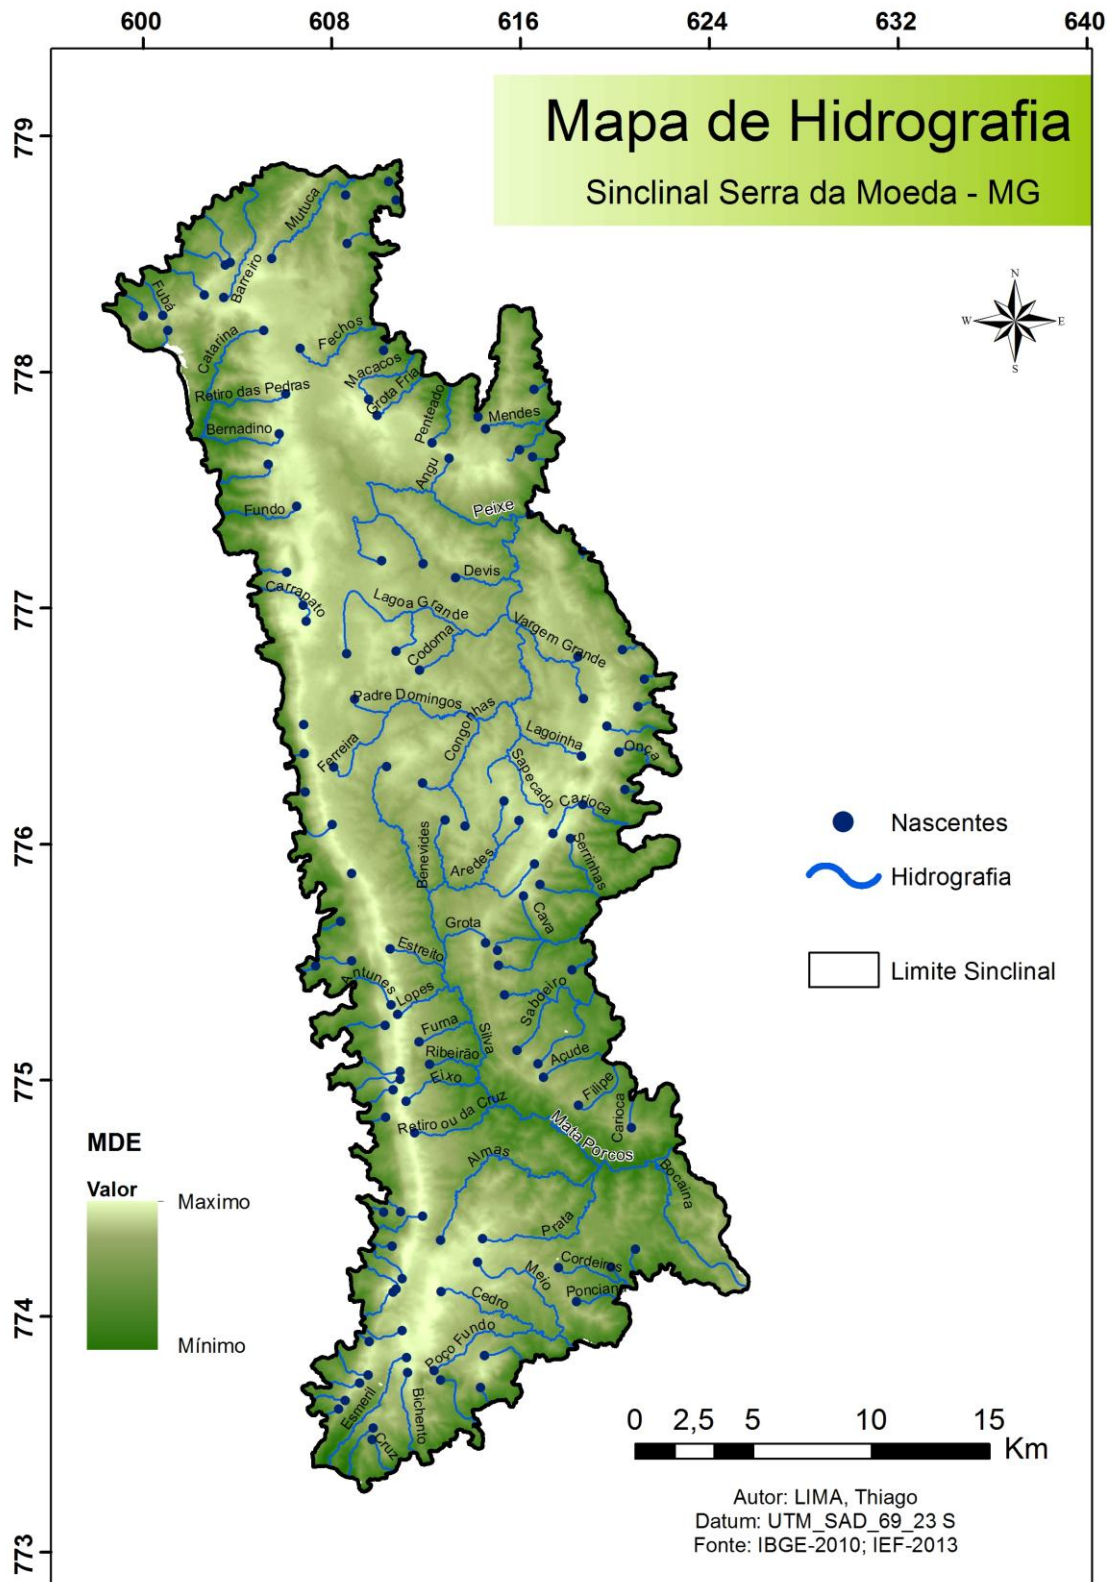 600 608 616 624 632 640
779
778
777
776
775
774
773
Mapa de Hidrografia
Sinclinal Serra da Moeda - MG
N
W E
S
Mutuca
Barreiro
Fubá
Catarina
Fechos
Macacos
Retiro das Pedras
Grota Fria
Penteado
Mendes
Bernadino
Angu
Fundo
Peixe
Devis
Carrapato
Lagoa Grande
Vargem Grande
Codorna
Padre Domingos
Congonhas
Lagoinha
Onça
Ferreira
Sapecado
Carioca
Benevides
Aredes
Serrinhas
Cava
Grota
Estreito
Antunes
Lopes
Saboeiro
Furna
Silva
Ribeirão
Açude
Eixo
Filipe
Retiro ou da Cruz
Carioca
Mata Porcos
Almas
Bocaina
Prata
Cordeiros
Meio
Poncian
Cedro
Poço Fundo
Esmeril
Bichento
Cruz
Nascentes
Hidrografia
Limite Sinclinal
MDE
Valor
Maximo
Mínimo
0 2,5 5 10 15
Km
Autor: LIMA, Thiago
Datum: UTM_SAD_69_23 S
Fonte: IBGE-2010; IEF-2013